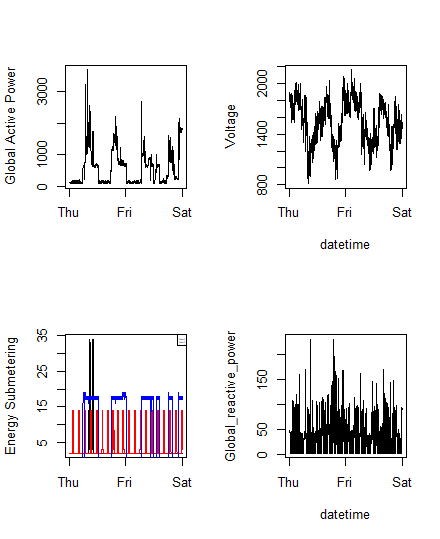 Global Active Power
3000
1000
0
Thu
Fri
Sat
Voltage
2000
1400
800
Thu
Fri
Sat
datetime
Energy Submetering
35
25
15
5
Thu
Fri
Sat
Global_reactive_power
150
50
0
Thu
Fri
Sat
datetime